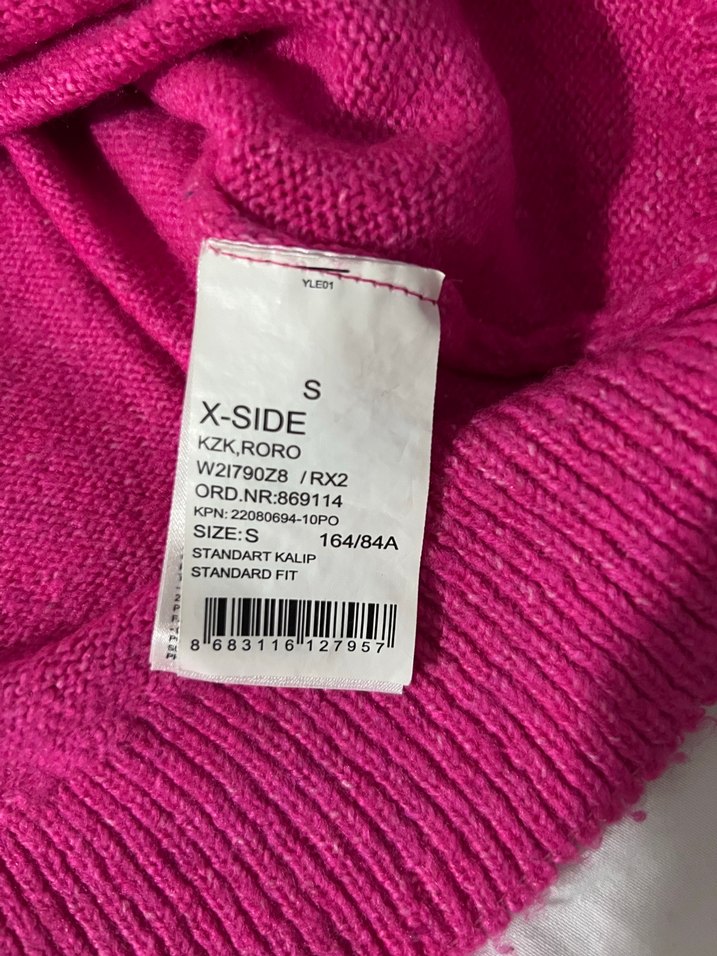 YLE01
S
X-SIDE
KZK,RORO
W2I790Z8 /RX2
ORD.NR:869114
KPN: 22080694-10PO
SIZE:S 164/84A
STANDART KALIP
STANDARD FIT
8 683116 127957